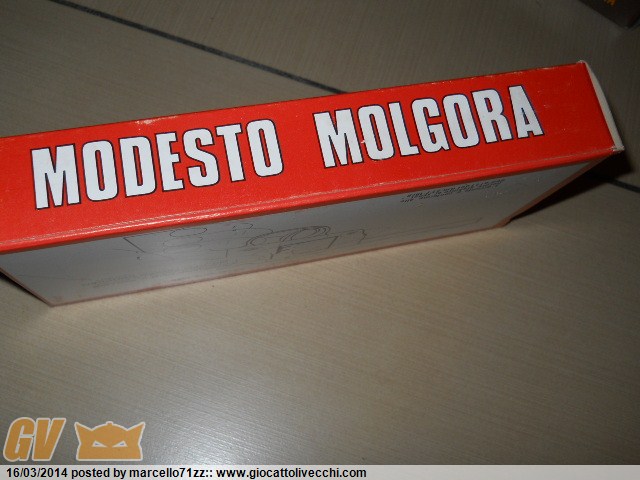 MODESTO MOLGORA
GV
16/03/2014 posted by marcello71zz:: www.giocattolivecchi.com